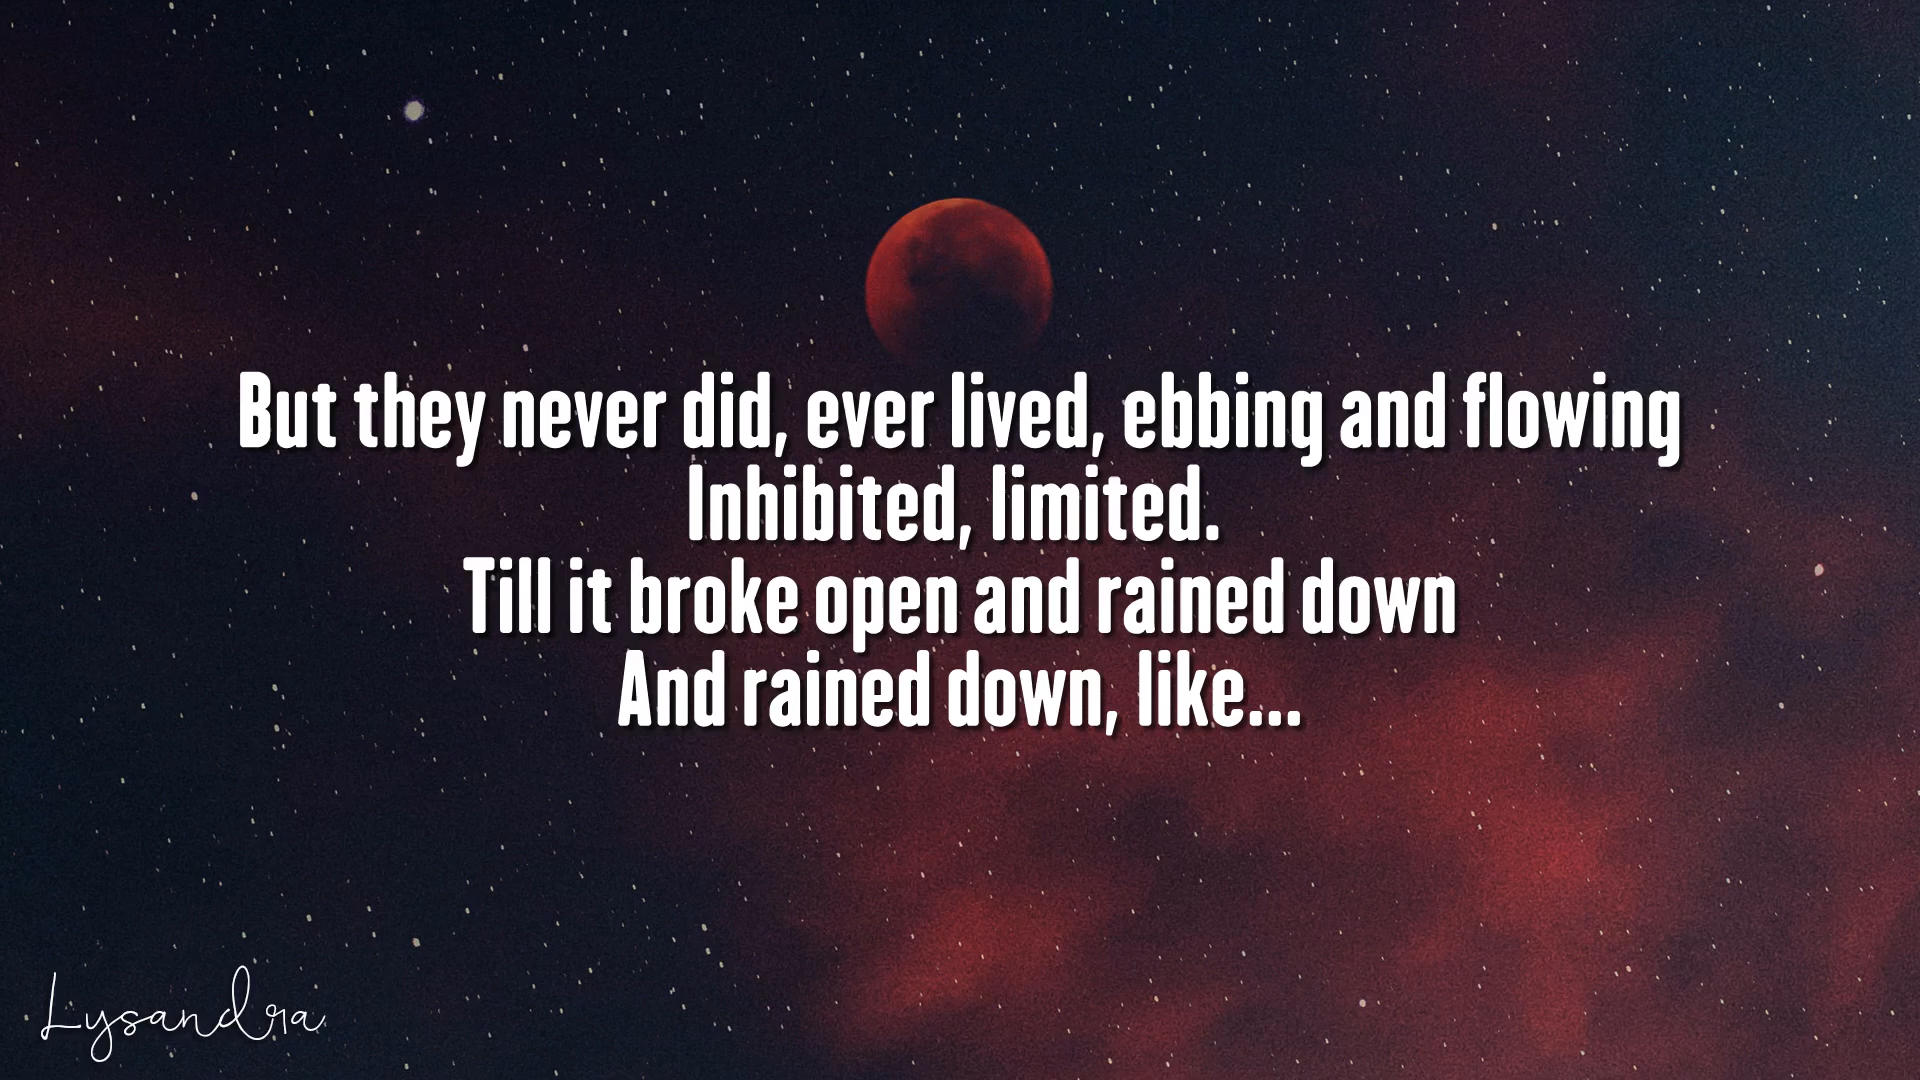 But they never did, ever lived, ebbing and flowing
Inhibited, limited.
Till it broke open and rained down
And rained down, like...
Lysandra